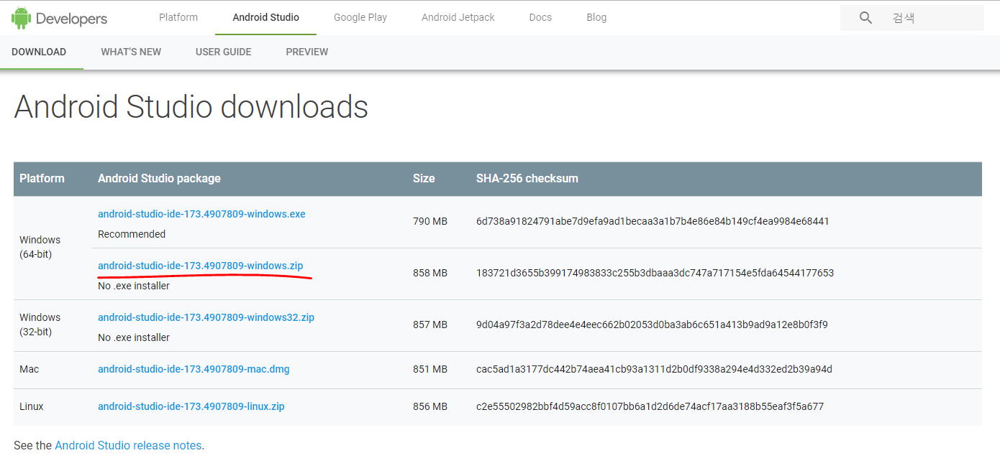 Developers Platform Android Studio Google Play Android Jetpack Docs Blog 검색
DOWNLOAD WHAT'S NEW USER GUIDE PREVIEW
Android Studio downloads
Platform Android Studio package Size SHA-256 checksum
Windows (64-bit)
android-studio-ide-173.4907809-windows.exe
Recommended
790 MB
6d738a91824791abe7d9efa9ad1becaa3a1b7b4e86e84b149cf4ea9984e68441
android-studio-ide-173.4907809-windows.zip
No .exe installer
858 MB
183721d3655b399174983833c255b3dbaaa3dc747a717154e5fda64544177653
Windows (32-bit)
android-studio-ide-173.4907809-windows32.zip
No .exe installer
857 MB
9d04a97f3a2d78dee4e4eec662b02053d0ba3ab6c651a413b9ad9a12e8b0f3f9
Mac android-studio-ide-173.4907809-mac.dmg 851 MB cac5ad1a3177dc442b74aea41cb93a1311d2b0df9338a294e4d332ed2b39a94d
Linux android-studio-ide-173.4907809-linux.zip 856 MB c2e55502982bbf4d59acc8f0107bb6a1d2d6de74acf17aa3188b55eaf3f5a677
See the Android Studio release notes.